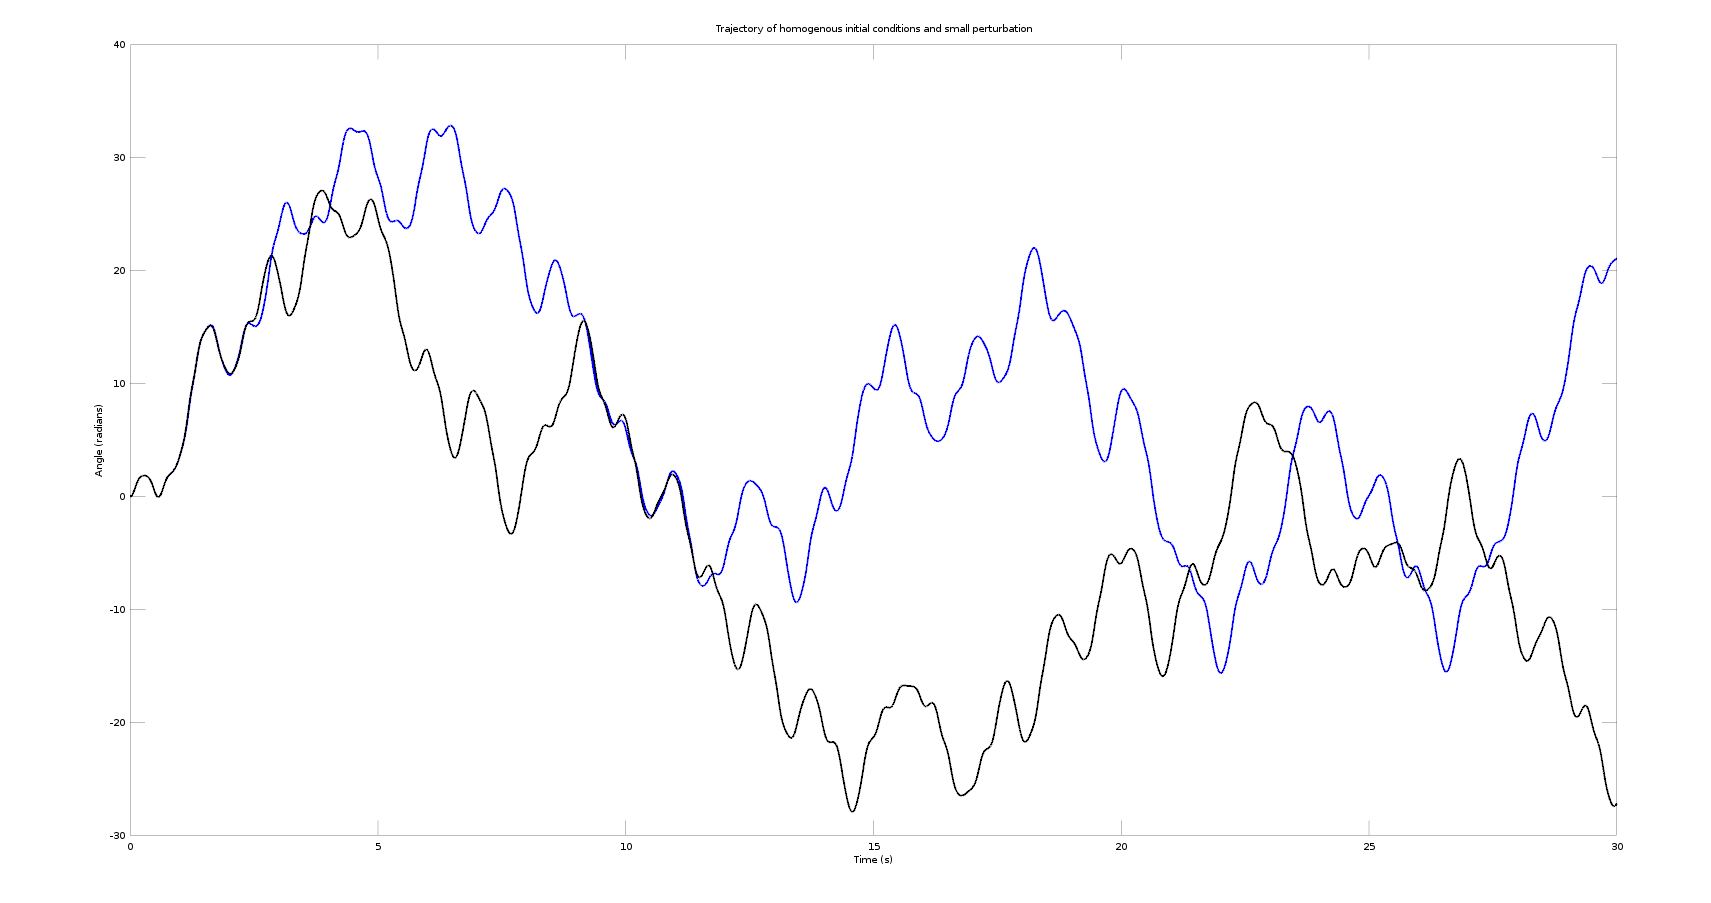 Trajectory of homogenous initial conditions and small perturbation
40
30
20
10
0
-10
-20
-30
Angle (radians)
0 5 10 15 20 25 30
Time (s)